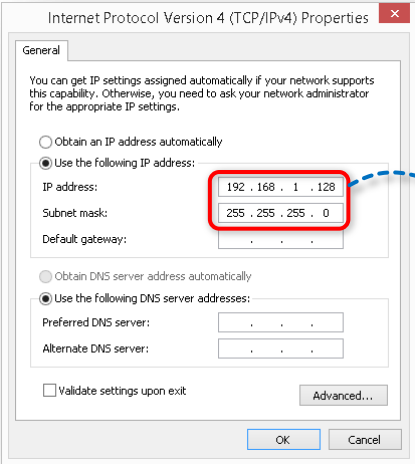 Internet Protocol Version 4 (TCP/IPv4) Properties
General
You can get IP settings assigned automatically if your network supports
this capability. Otherwise, you need to ask your network administrator
for the appropriate IP settings.
Obtain an IP address automatically
Use the following IP address:
IP address: 192 . 168 . 1 . 128
Subnet mask: 255 . 255 . 255 . 0
Default gateway: . . .
Obtain DNS server address automatically
Use the following DNS server addresses:
Preferred DNS server: . . .
Alternate DNS server: . . .
Validate settings upon exit
Advanced...
OK Cancel